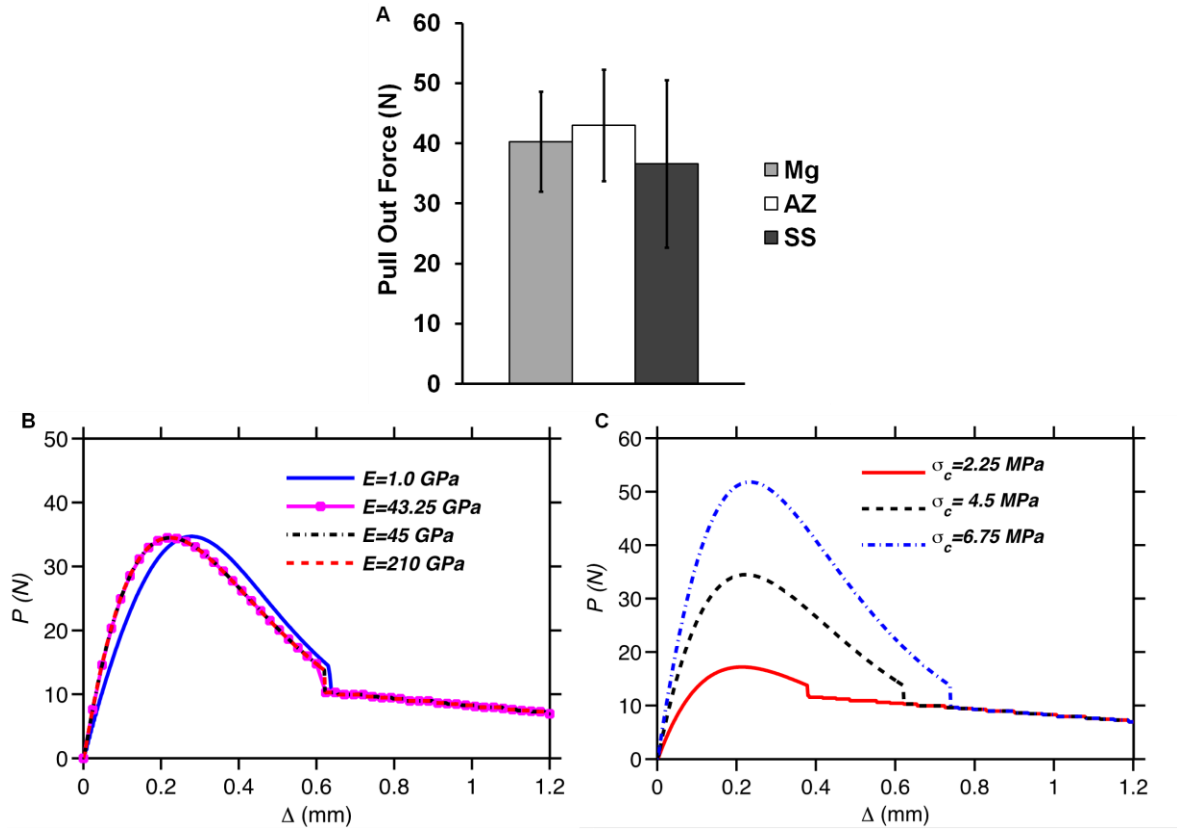 A
60
50
40
30
20
10
0
Pull Out Force (N)
Mg
AZ
SS
B
50
40
30
20
10
0
P (N)
E=1.0 GPa
E=43.25 GPa
E=45 GPa
E=210 GPa
0 0.2 0.4 0.6 0.8 1 1.2
Δ (mm)
C
60
50
40
30
20
10
0
P (N)
σc=2.25 MPa
σc= 4.5 MPa
σc=6.75 MPa
0 0.2 0.4 0.6 0.8 1 1.2
Δ (mm)